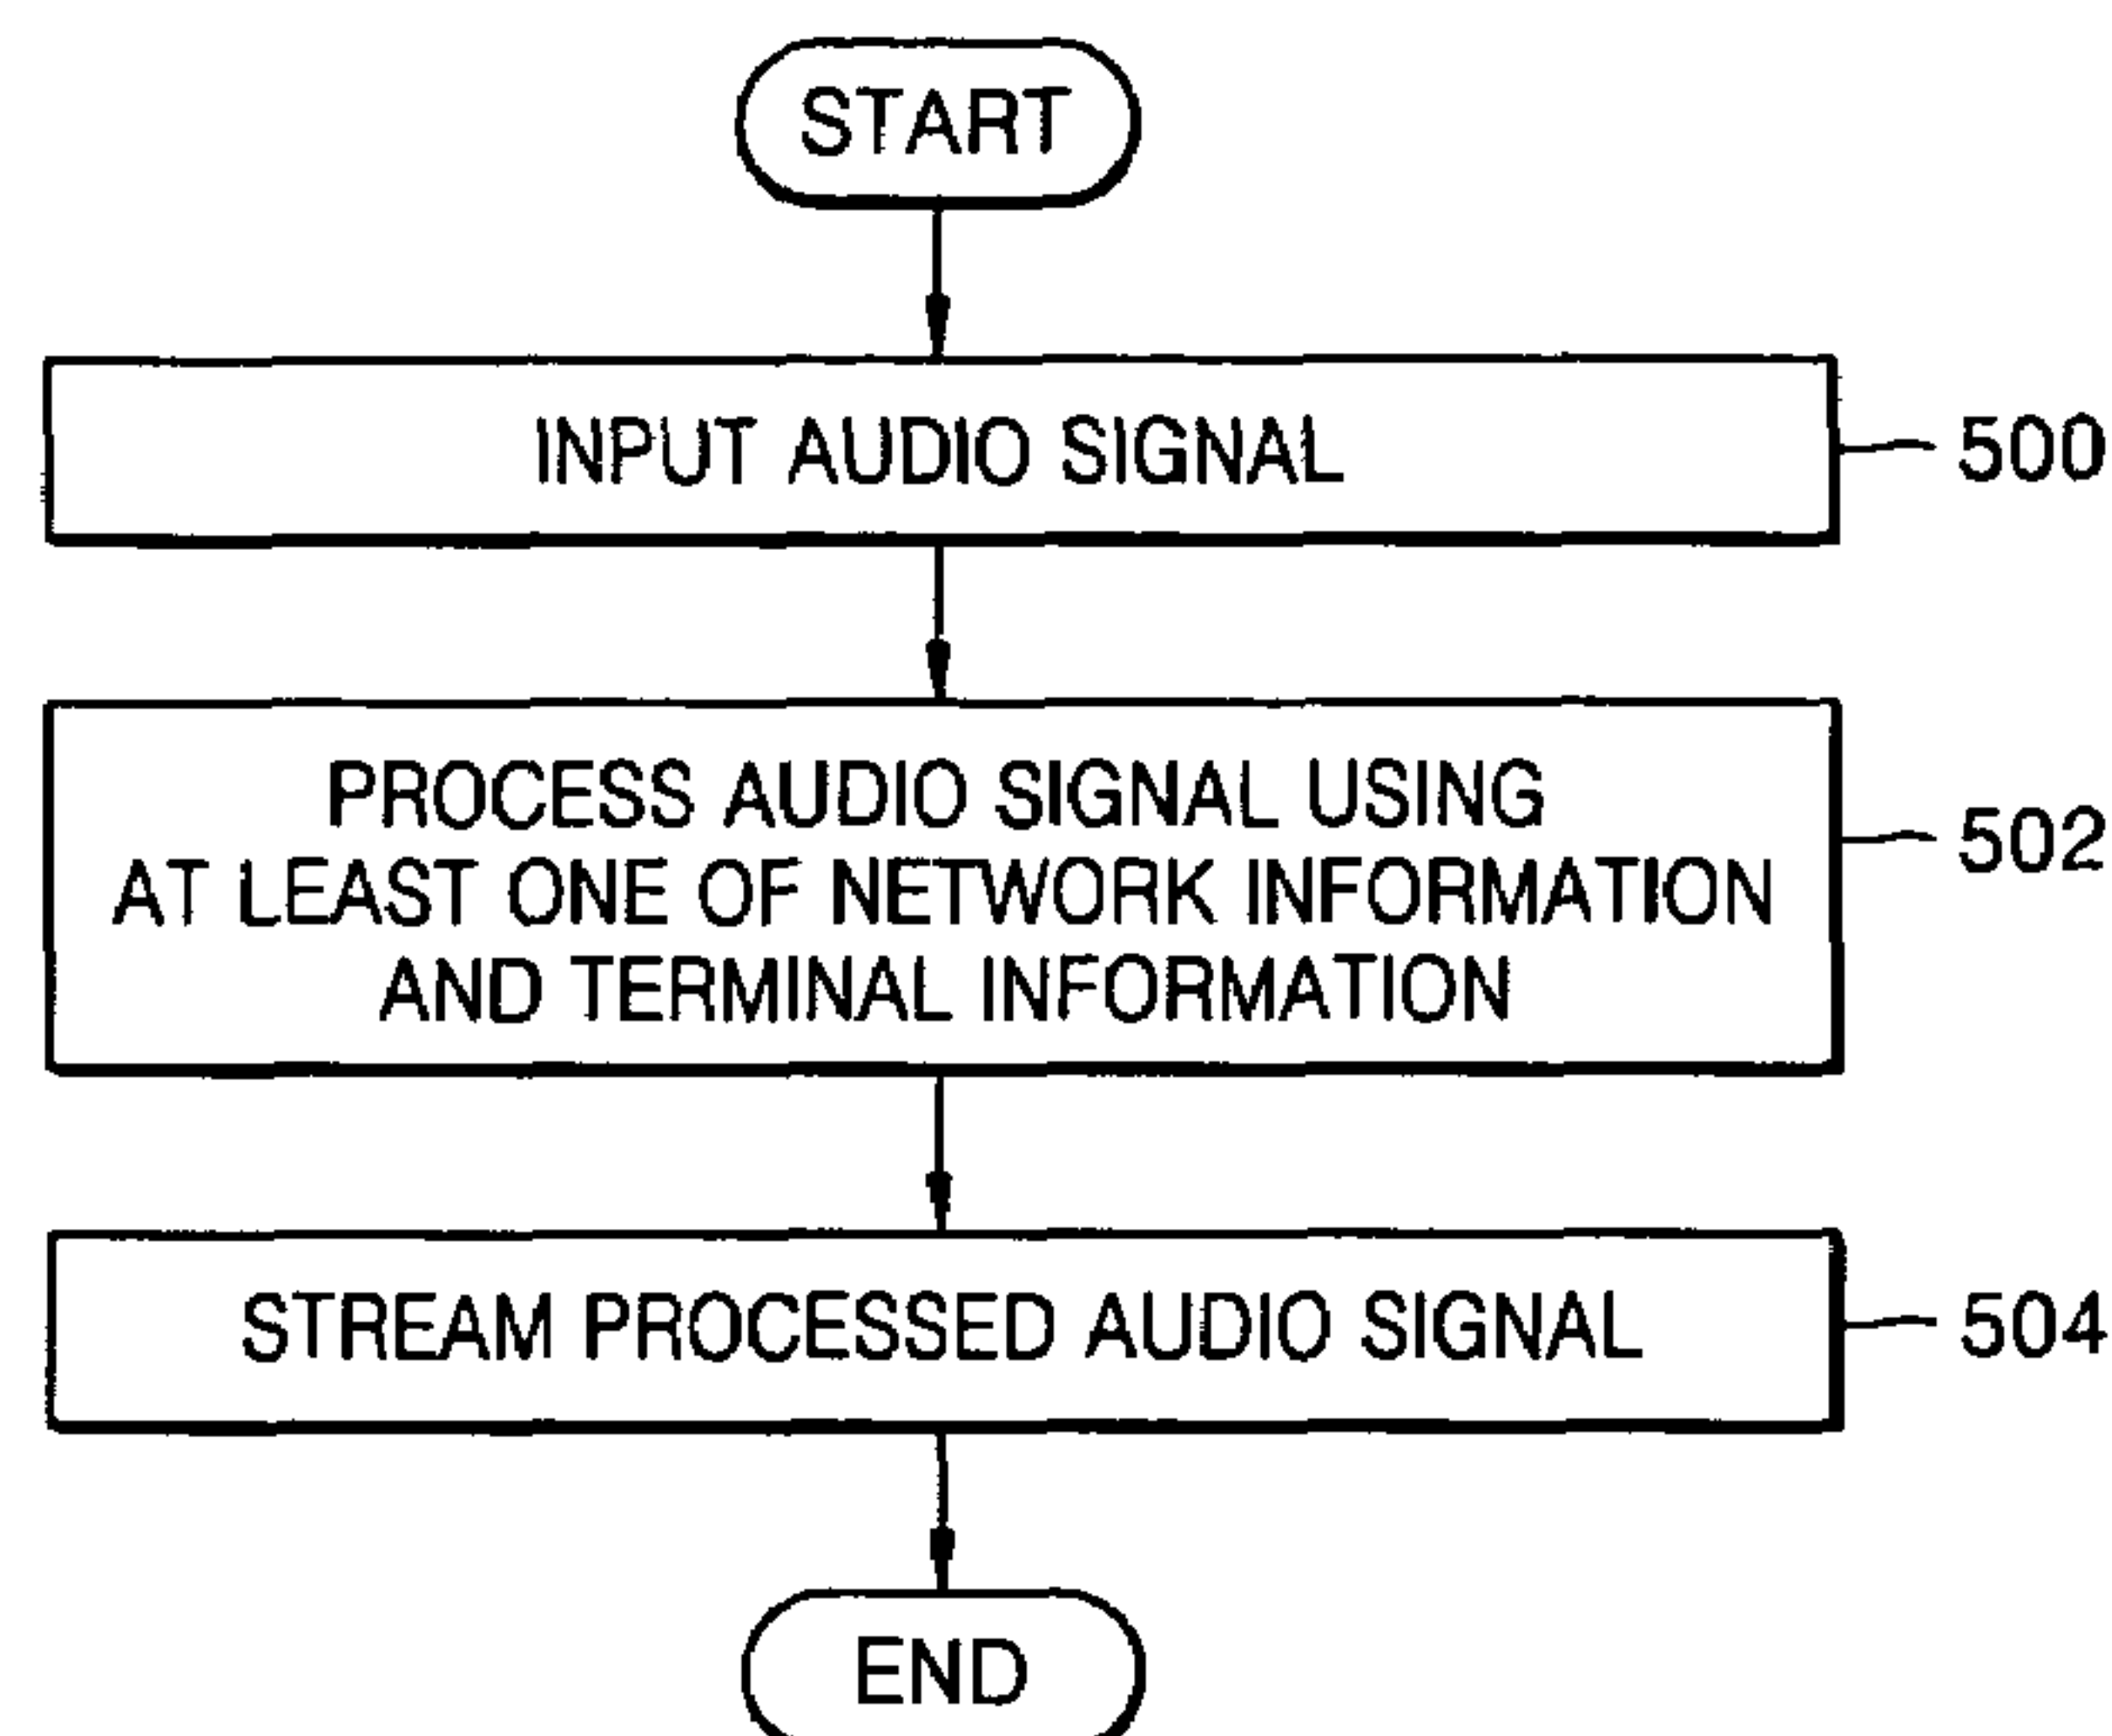 START
INPUT AUDIO SIGNAL
500
PROCESS AUDIO SIGNAL USING
AT LEAST ONE OF NETWORK INFORMATION
AND TERMINAL INFORMATION
502
STREAM PROCESSED AUDIO SIGNAL
504
END